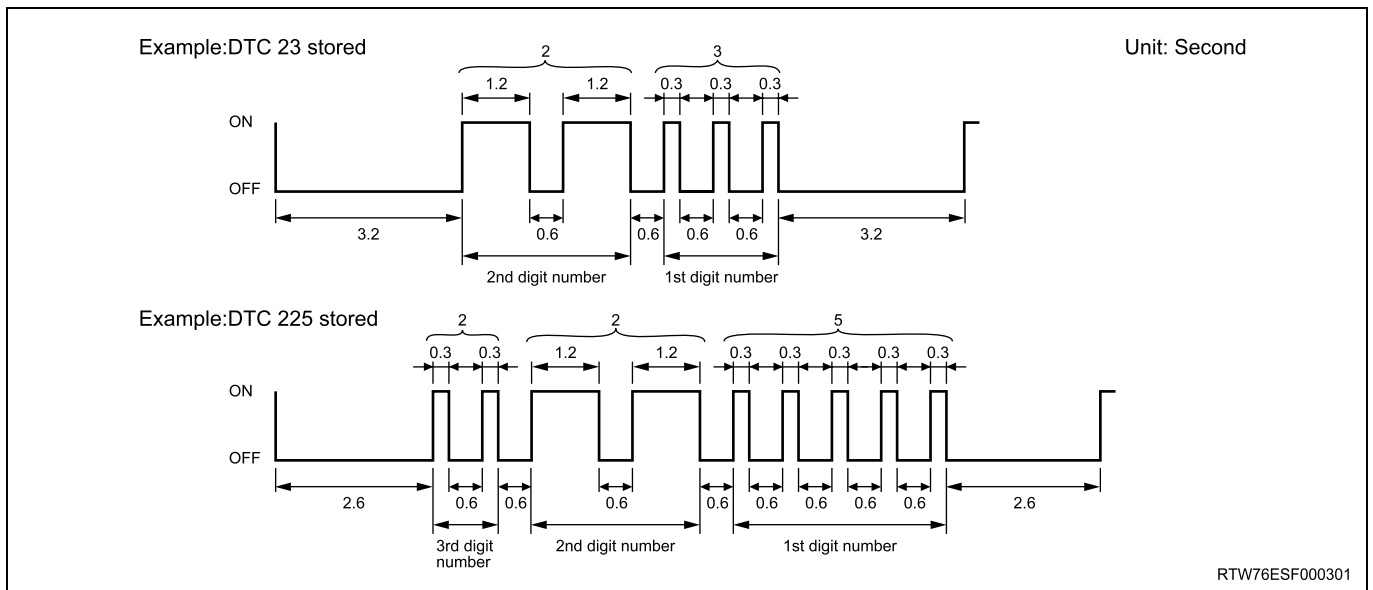 Example:DTC 23 stored
Unit: Second
2 3
1.2 1.2 0.3 0.3 0.3
ON
OFF
3.2 0.6 0.6 0.6 0.6 3.2
2nd digit number 1st digit number
Example:DTC 225 stored
2 2 5
0.3 0.3 1.2 1.2 0.3 0.3 0.3 0.3 0.3
ON
OFF
2.6 0.6 0.6 0.6 0.6 0.6 0.6 0.6 0.6 2.6
3rd digit
number
2nd digit number 1st digit number
RTW76ESF000301